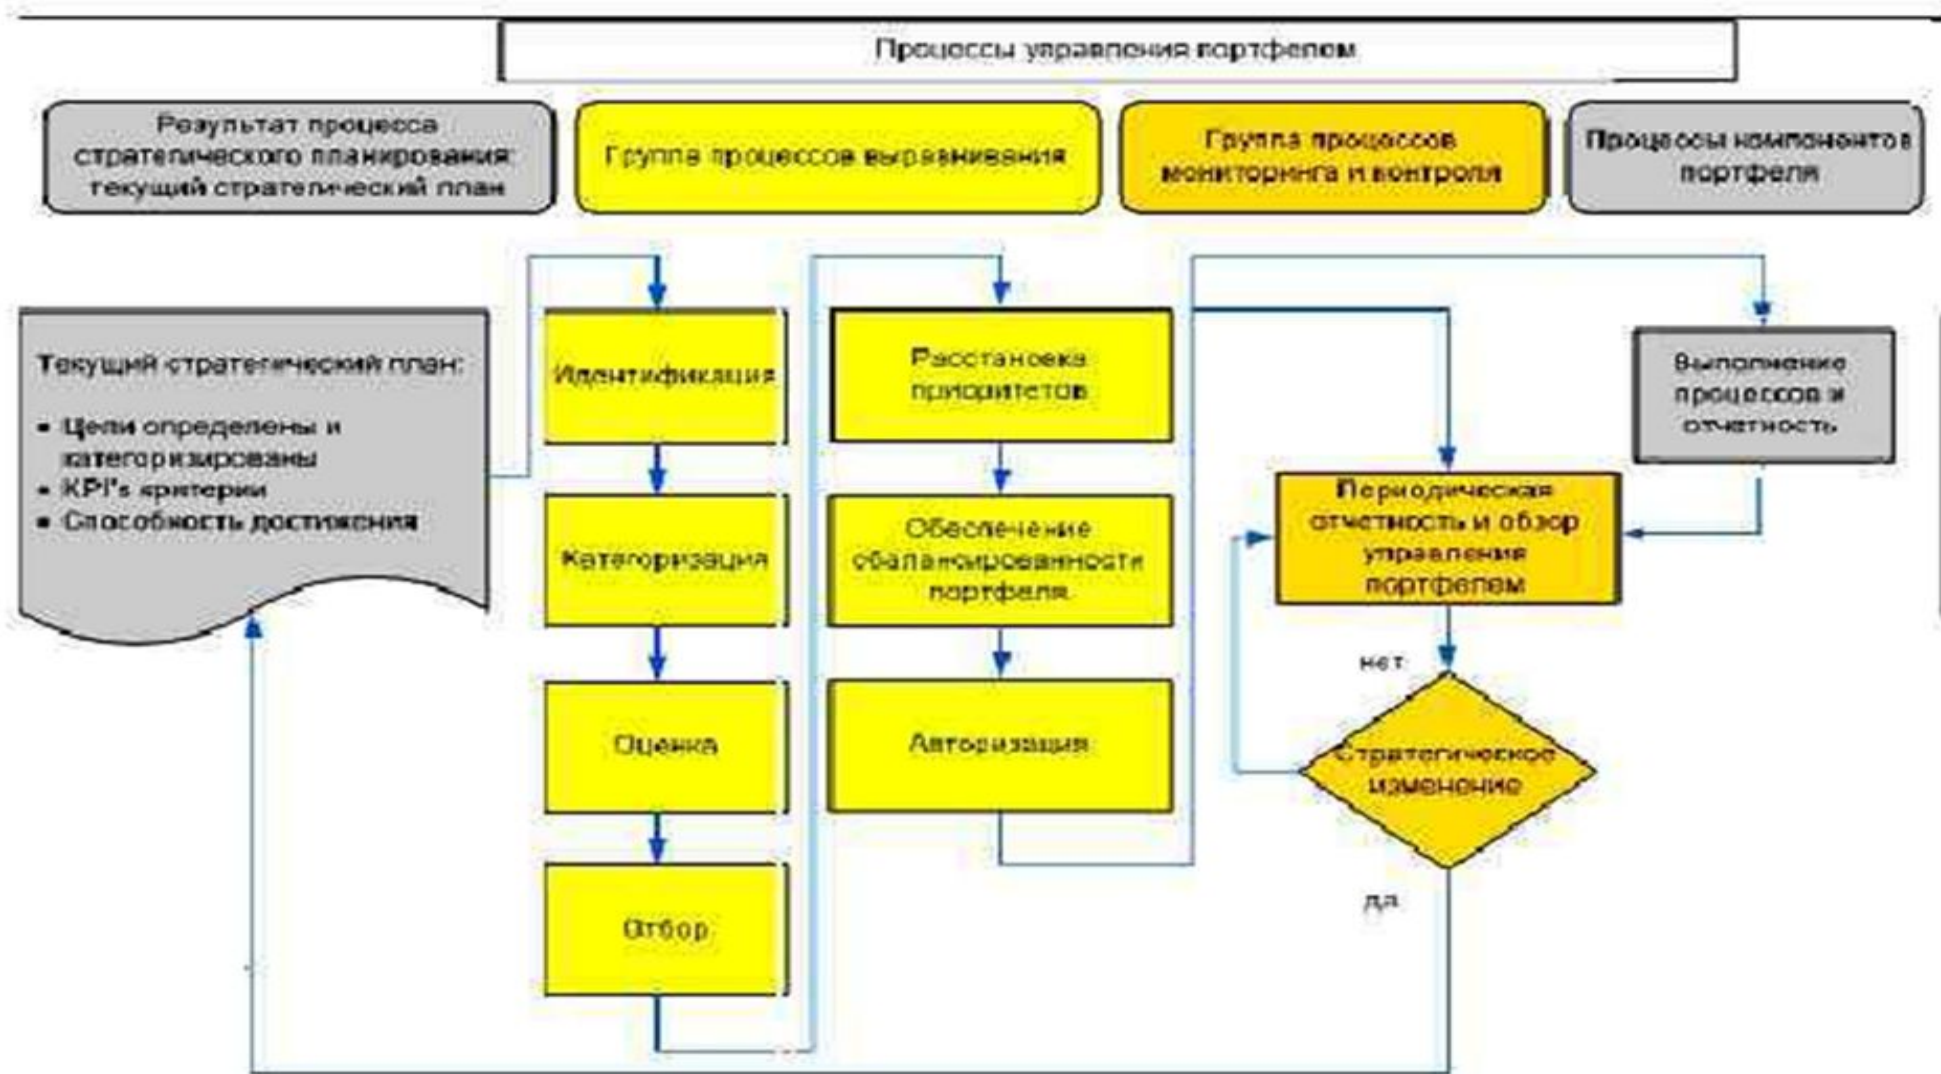 Процессы управления портфелем
Результат процесса
стратегического планирования:
текущий стратегический план
Группа процессов выравнивания
Группа процессов
мониторинга и контроля
Процессы компонентов
портфеля
Текущий стратегический план:
• Цели определены и
категоризированы
• KPI's критерии
• Способность достижения
Идентификация
Категоризация
Оценка
Отбор
Расстановка
приоритетов
Обеспечение
сбалансированности
портфеля
Авторизация
Выполнение
процессов и
отчетность
Периодическая
отчетность и обзор
управления
портфелем
нет
Стратегическое
изменение
да